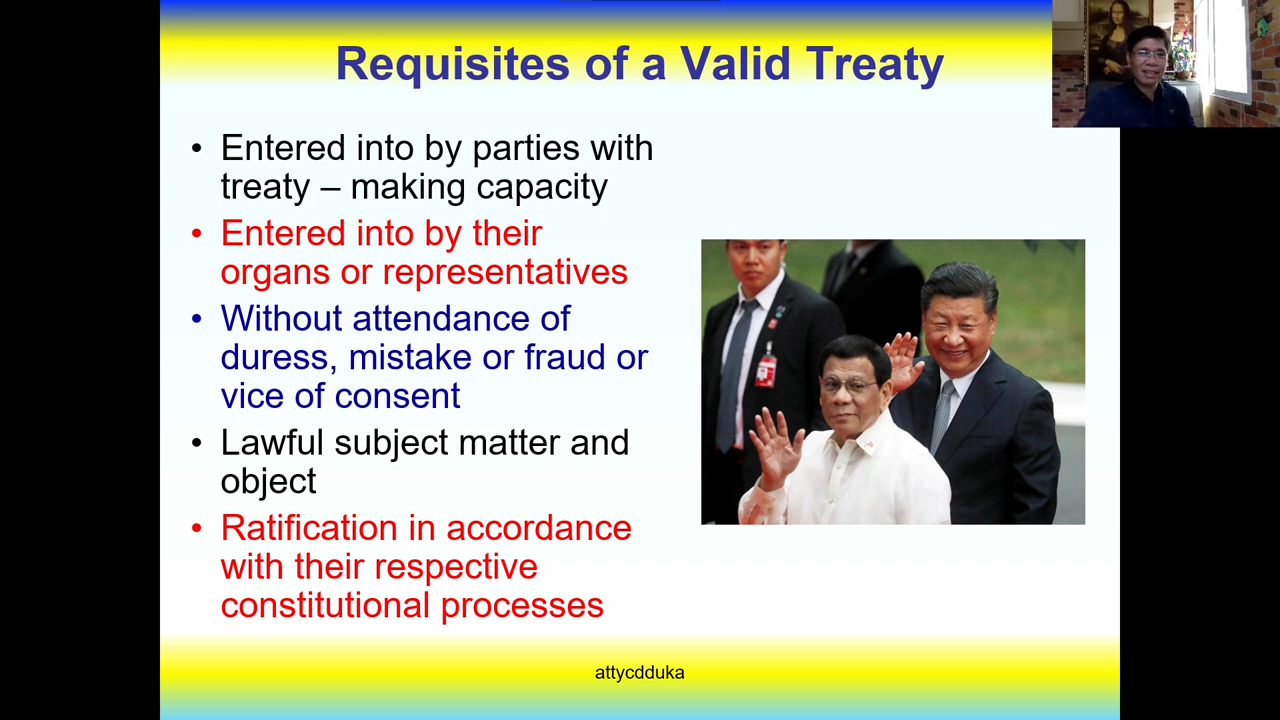 Requisites of a Valid Treaty
• Entered into by parties with
treaty – making capacity
• Entered into by their
organs or representatives
• Without attendance of
duress, mistake or fraud or
vice of consent
• Lawful subject matter and
object
• Ratification in accordance
with their respective
constitutional processes
attycdduka